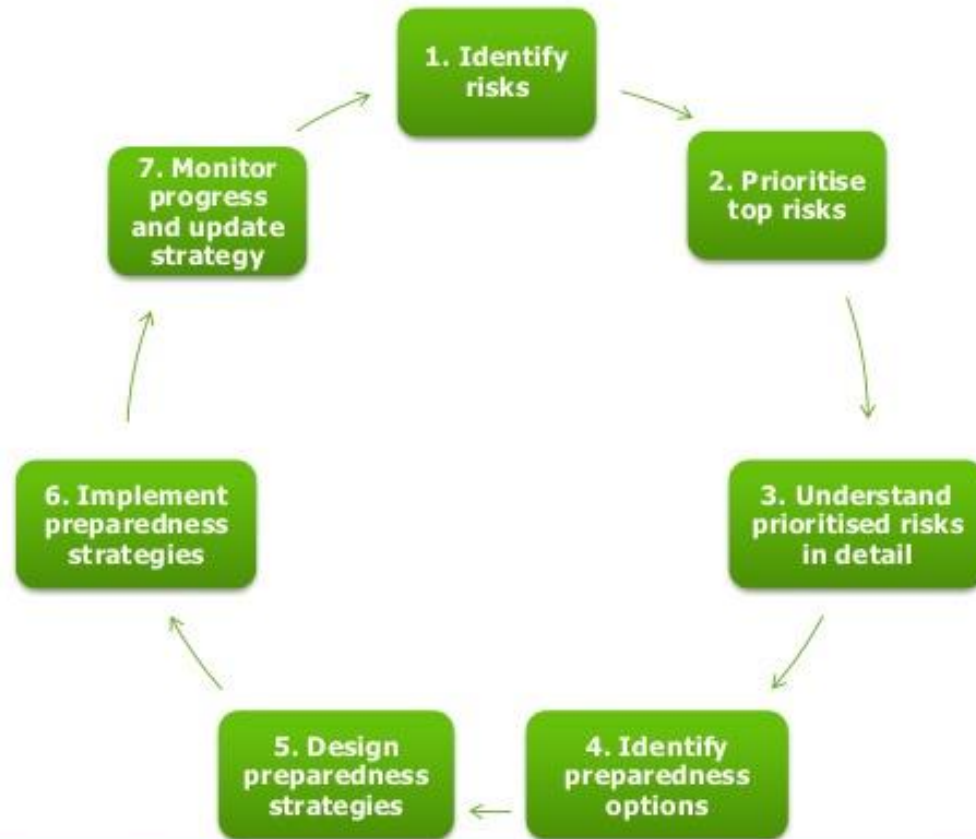 1. Identify
risks
2. Prioritise
top risks
3. Understand
prioritised risks
in detail
4. Identify
preparedness
options
5. Design
preparedness
strategies
6. Implement
preparedness
strategies
7. Monitor
progress
and update
strategy